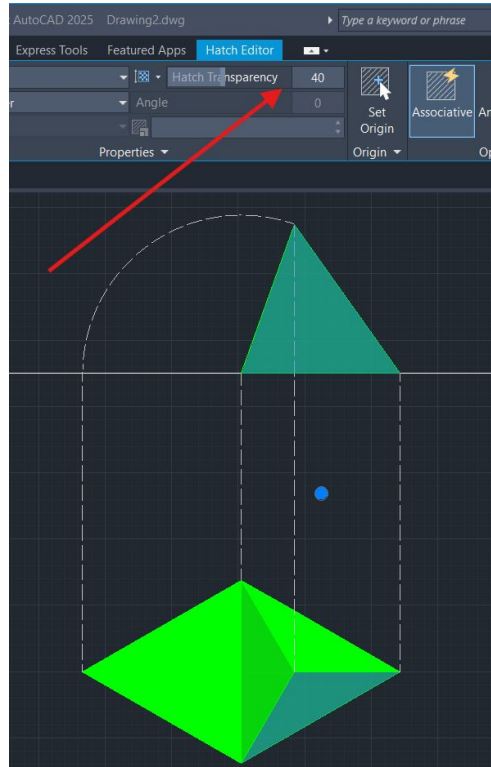 AutoCAD 2025 Drawing2.dwg Type a keyword or phrase
Express Tools Featured Apps Hatch Editor
Hatch Transparency 40
Angle 0
Set Origin
Associative
Properties Origin